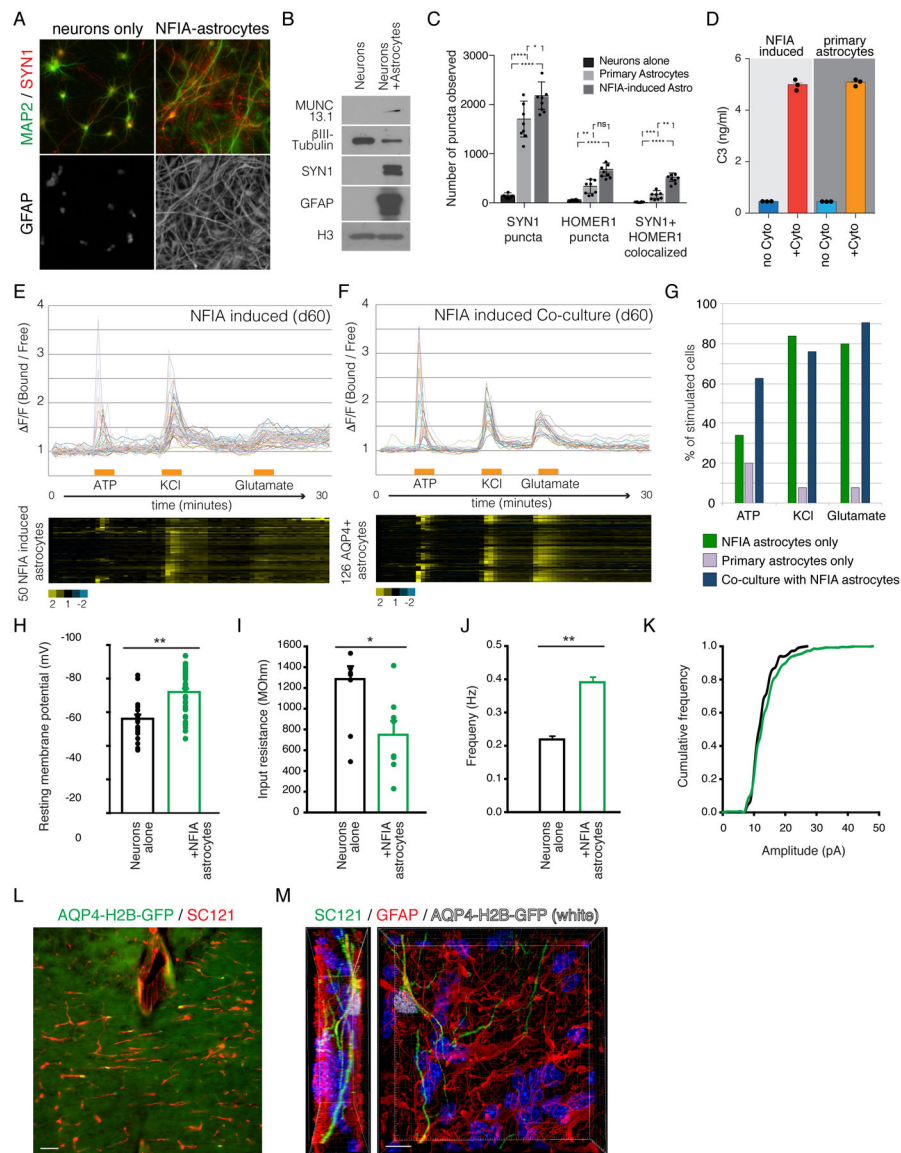 A
neurons only
NFIA-astrocytes
MAP2 / SYN1
GFAP
B
Neurons
Neurons
+Astrocytes
MUNC
13.1
βIII-
Tubulin
SYN1
GFAP
H3
C
Number of puncta observed
3000
2000
1000
0
**** *
****
** ns
****
*** **
****
Neurons alone
Primary Astrocytes
NFIA-induced Astro
SYN1
puncta
HOMER1
puncta
SYN1+
HOMER1
colocalized
D
NFIA
induced
primary
astrocytes
C3 (ng/ml)
6
4
2
0
no Cyto
+Cyto
no Cyto
+Cyto
E
NFIA induced (d60)
ΔF/F (Bound / Free)
4
3
2
1
ATP
KCl
Glutamate
0
time (minutes)
30
50 NFIA induced
astrocytes
2 1 -2
F
NFIA induced Co-culture (d60)
ΔF/F (Bound / Free)
4
3
2
1
ATP
KCl
Glutamate
0
time (minutes)
30
126 AQP4+
astrocytes
2 1 -2
G
% of stimulated cells
100
80
60
40
20
0
ATP
KCl
Glutamate
NFIA astrocytes only
Primary astrocytes only
Co-culture with NFIA astrocytes
H
Resting membrane potential (mV)
-100
-80
-60
-40
-20
0
**
Neurons
alone
+NFIA
astrocytes
I
Input resistance (MOhm)
1600
1400
1200
1000
800
600
400
200
0
*
Neurons
alone
+NFIA
astrocytes
J
Frequeny (Hz)
0.6
0.4
0.2
0.0
**
Neurons
alone
+NFIA
astrocytes
K
Cumulative frequency
1.0
0.8
0.6
0.4
0.2
0.0
0 10 20 30 40 50
Amplitude (pA)
L
AQP4-H2B-GFP / SC121
M
SC121 / GFAP / AQP4-H2B-GFP (white)